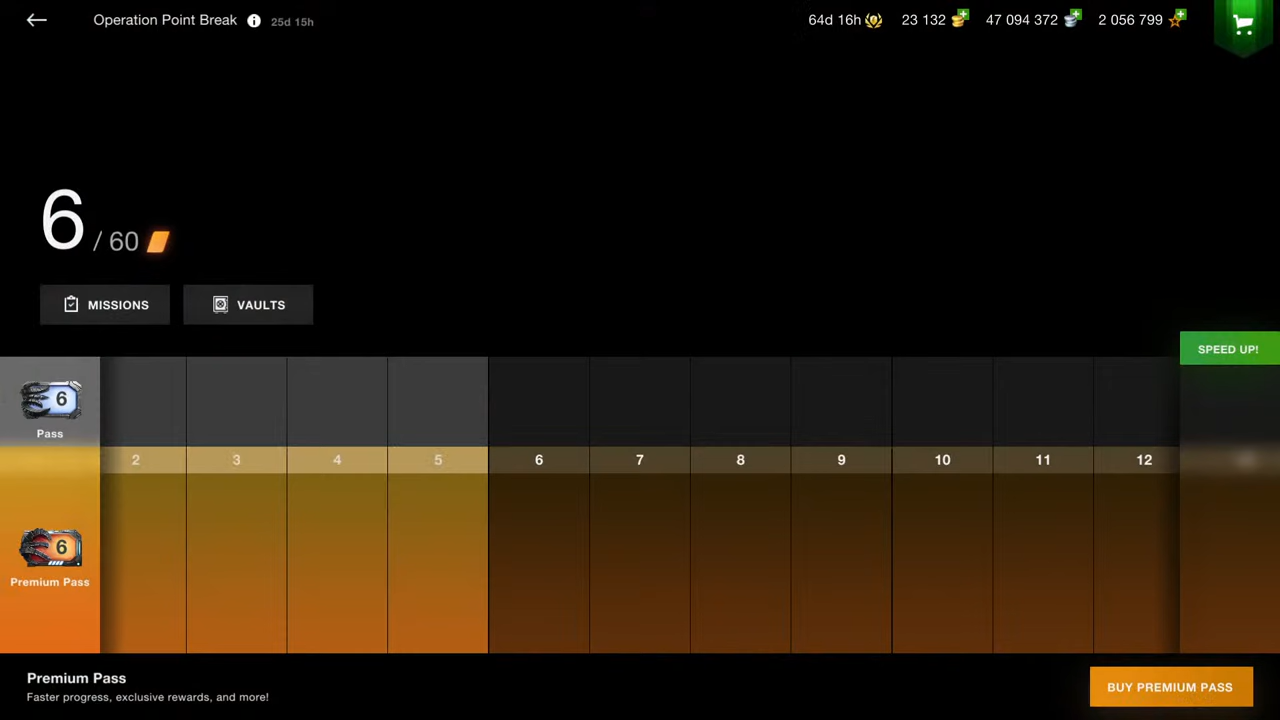 Operation Point Break 25d 15h 64d 16h 23 132 47 094 372 2 056 799
6 / 60
MISSIONS VAULTS
SPEED UP!
6
Pass
2 3 4 5 6 7 8 9 10 11 12
6
Premium Pass
Premium Pass
Faster progress, exclusive rewards, and more!
BUY PREMIUM PASS